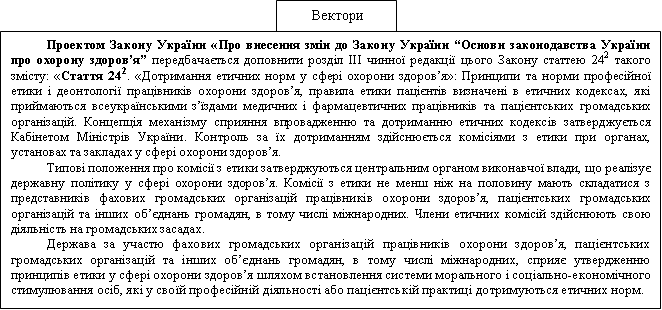 Вектори
Проектом Закону України «Про внесення змін до Закону України “Основи законодавства України
про охорону здоров’я” передбачається доповнити розділ III чинної редакції цього Закону статтею 24² такого
змісту: «Стаття 24². «Дотримання етичних норм у сфері охорони здоров’я»: Принципи та норми професійної
етики і деонтології працівників охорони здоров’я, правила етики пацієнтів визначені в етичних кодексах, які
приймаються всеукраїнськими з’їздами медичних і фармацевтичних працівників та пацієнтських громадських
організацій. Концепція механізму сприяння впровадженню та дотриманню етичних кодексів затверджується
Кабінетом Міністрів України. Контроль за їх дотриманням здійснюється комісіями з етики при органах,
установах та закладах у сфері охорони здоров’я.
Типові положення про комісії з етики затверджуються центральним органом виконавчої влади, що реалізує
державну політику у сфері охорони здоров’я. Комісії з етики не менш ніж на половину мають складатися з
представників фахових громадських організацій працівників охорони здоров’я, пацієнтських громадських
організацій та інших об’єднань громадян, в тому числі міжнародних. Члени етичних комісій здійснюють свою
діяльність на громадських засадах.
Держава за участю фахових громадських організацій працівників охорони здоров’я, пацієнтських
громадських організацій та інших об’єднань громадян, в тому числі міжнародних, сприяє утвердженню
принципів етики у сфері охорони здоров’я шляхом встановлення системи морального і соціально-економічного
стимулювання осіб, які у своїй професійній діяльності або пацієнтській практиці дотримуються етичних норм.